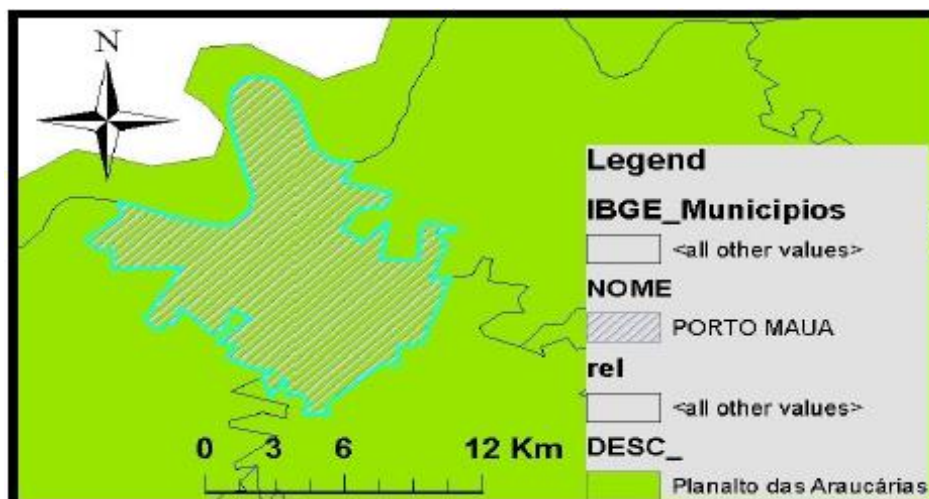 N
Legend
IBGE_Municipios
<all other values>
NOME
PORTO MAUA
rel
<all other values>
DESC_
Planalto das Araucárias
0 3 6 12 Km